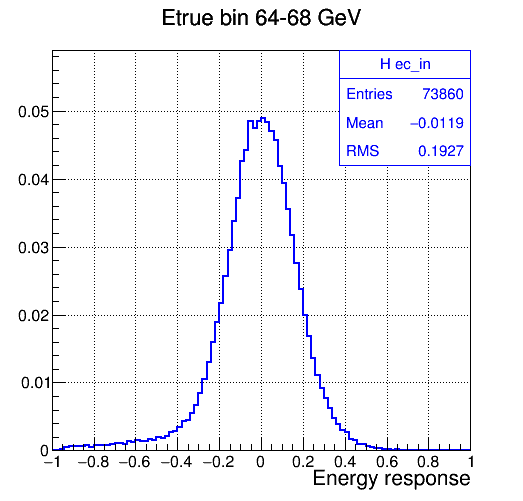 Etrue bin 64-68 GeV
H ec_in
Entries 73860
Mean −0.0119
RMS 0.1927
0.05
0.04
0.03
0.02
0.01
0
−1 −0.8 −0.6 −0.4 −0.2 0 0.2 0.4 0.6 0.8 1
Energy response